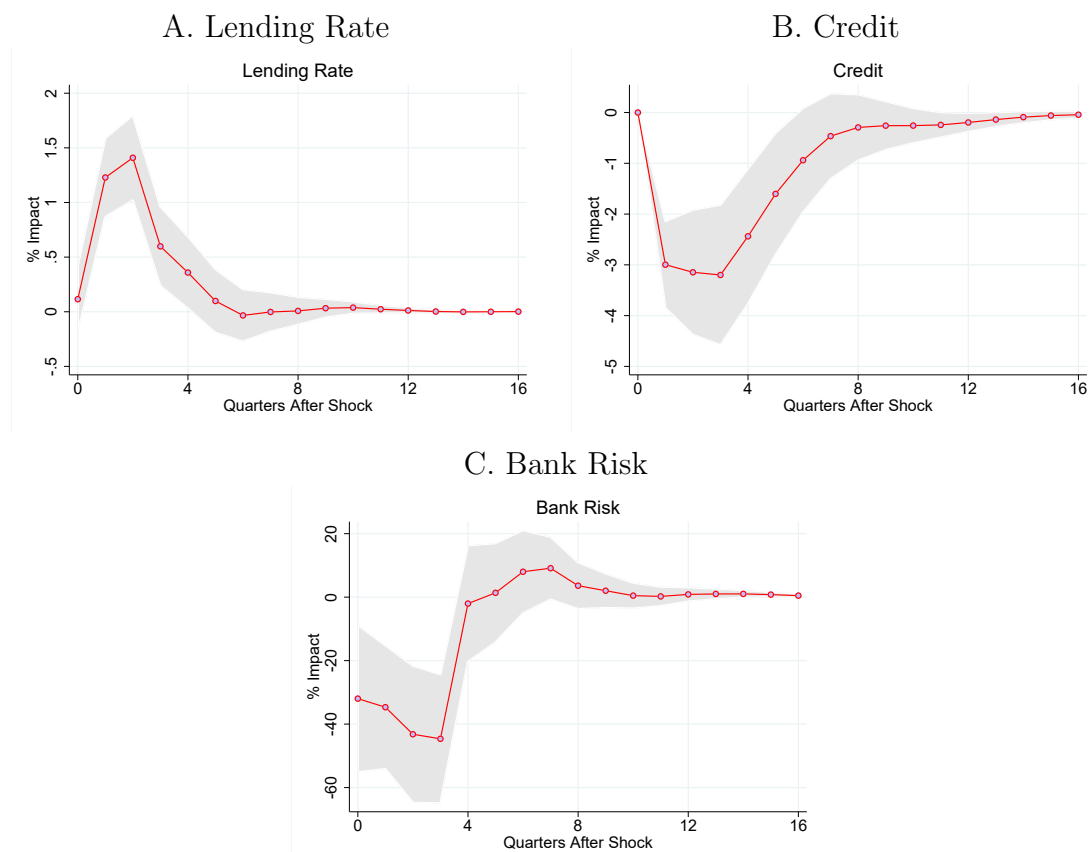 A. Lending Rate
Lending Rate
% Impact
2
1.5
1
.5
0
-.5
0 4 8 12 16
Quarters After Shock
B. Credit
Credit
% Impact
0
-1
-2
-3
-4
-5
0 4 8 12 16
Quarters After Shock
C. Bank Risk
Bank Risk
% Impact
20
0
-20
-40
-60
0 4 8 12 16
Quarters After Shock